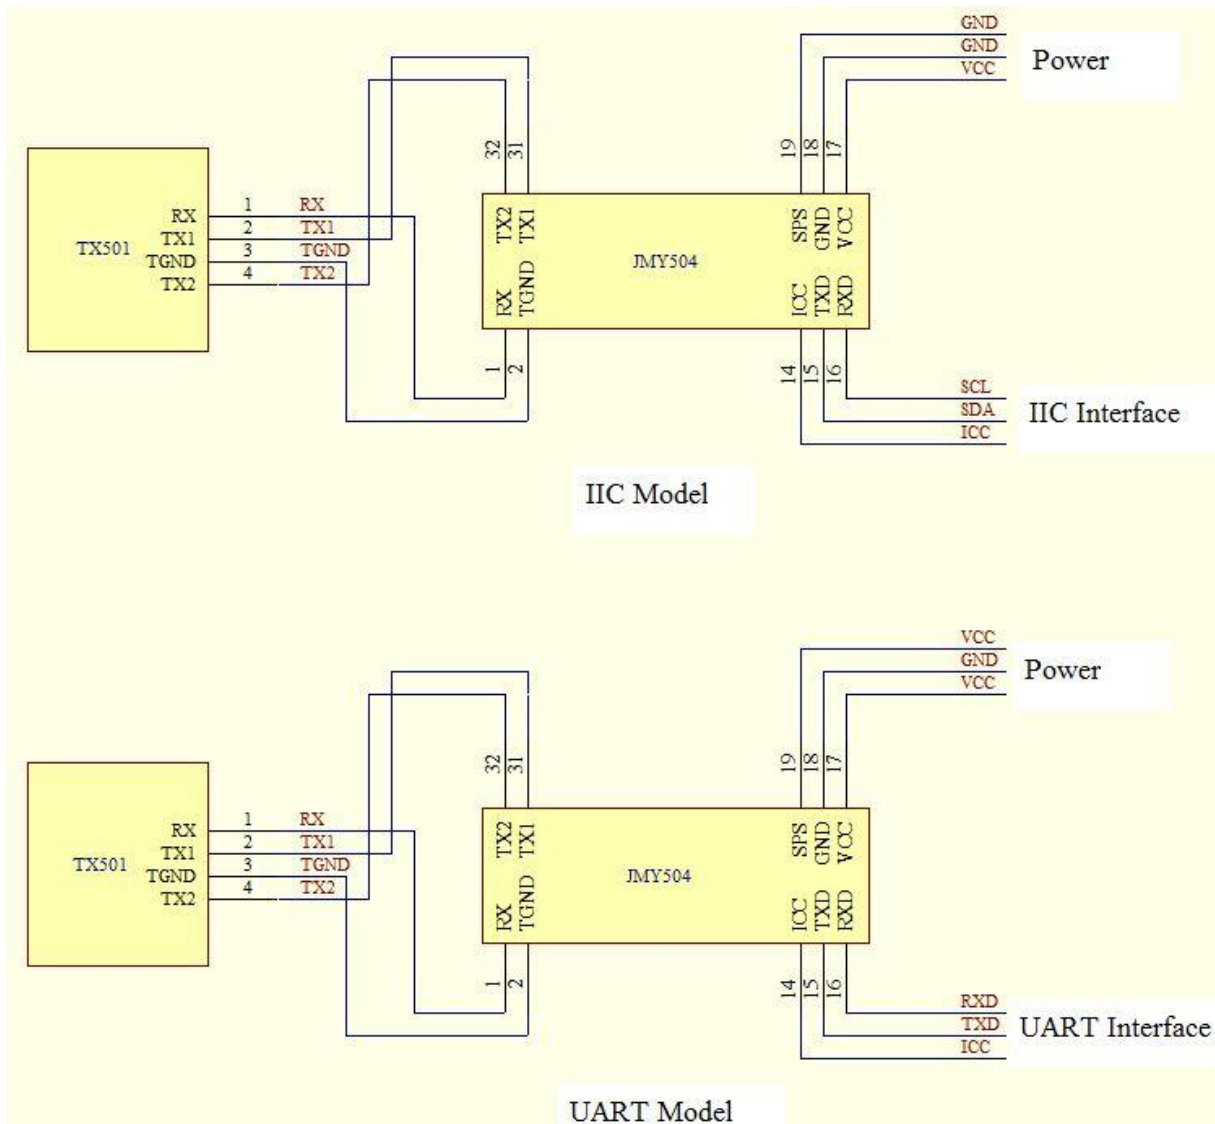 GND
GND
VCC
Power
32
31
19
18
17
TX501
RX
TX1
TGND
TX2
1
2
3
4
RX
TX1
TGND
TX2
TX2
TX1
RX
TGND
JMY504
SPS
GND
VCC
ICC
TXD
RXD
1
2
14
15
16
SCL
SDA
ICC
IIC Interface
IIC Model
VCC
GND
VCC
Power
32
31
19
18
17
TX501
RX
TX1
TGND
TX2
1
2
3
4
RX
TX1
TGND
TX2
TX2
TX1
RX
TGND
JMY504
SPS
GND
VCC
ICC
TXD
RXD
1
2
14
15
16
RXD
TXD
ICC
UART Interface
UART Model